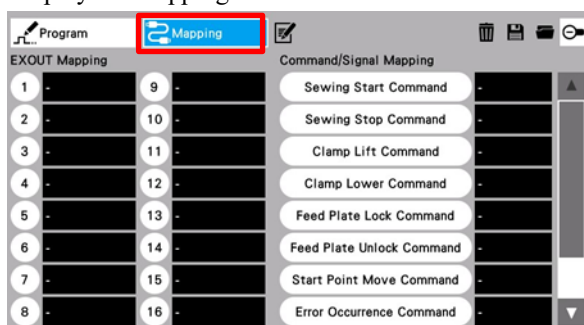 Program Mapping
EXOUT Mapping Command/Signal Mapping
1 - 9 - Sewing Start Command -
2 - 10 - Sewing Stop Command -
3 - 11 - Clamp Lift Command -
4 - 12 - Clamp Lower Command -
5 - 13 - Feed Plate Lock Command -
6 - 14 - Feed Plate Unlock Command -
7 - 15 - Start Point Move Command -
8 - 16 - Error Occurrence Command -